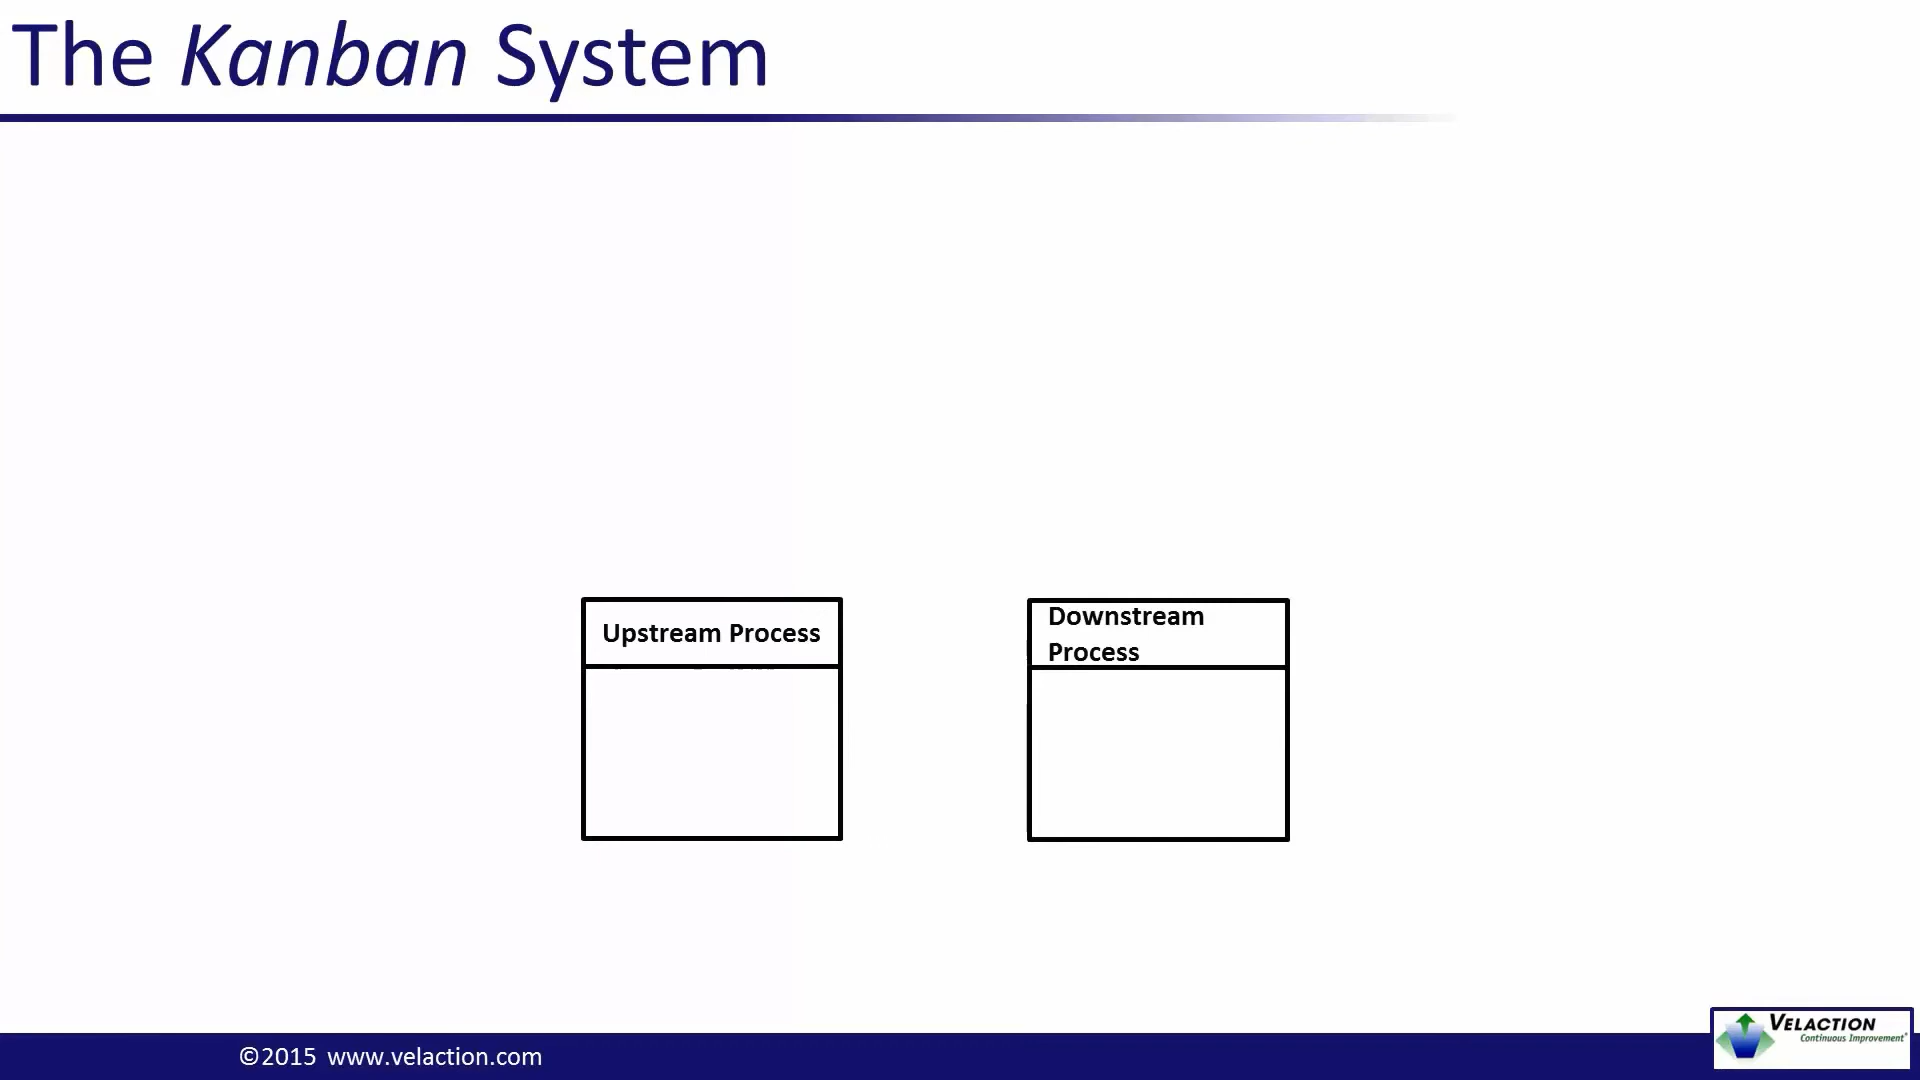 The Kanban System
Upstream Process
Downstream
Process
©2015 www.velaction.com
VELACTION
Continuous Improvement®